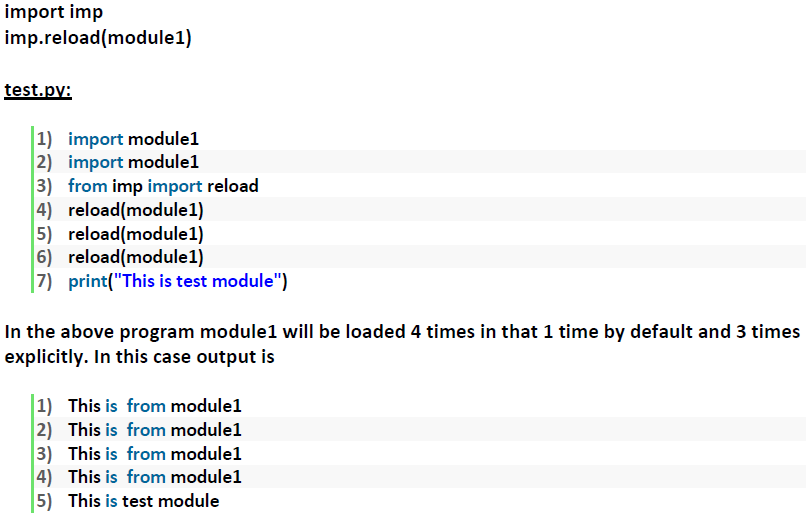 import imp
imp.reload(module1)
test.py:
1) import module1
2) import module1
3) from imp import reload
4) reload(module1)
5) reload(module1)
6) reload(module1)
7) print("This is test module")
In the above program module1 will be loaded 4 times in that 1 time by default and 3 times
explicitly. In this case output is
1) This is from module1
2) This is from module1
3) This is from module1
4) This is from module1
5) This is test module